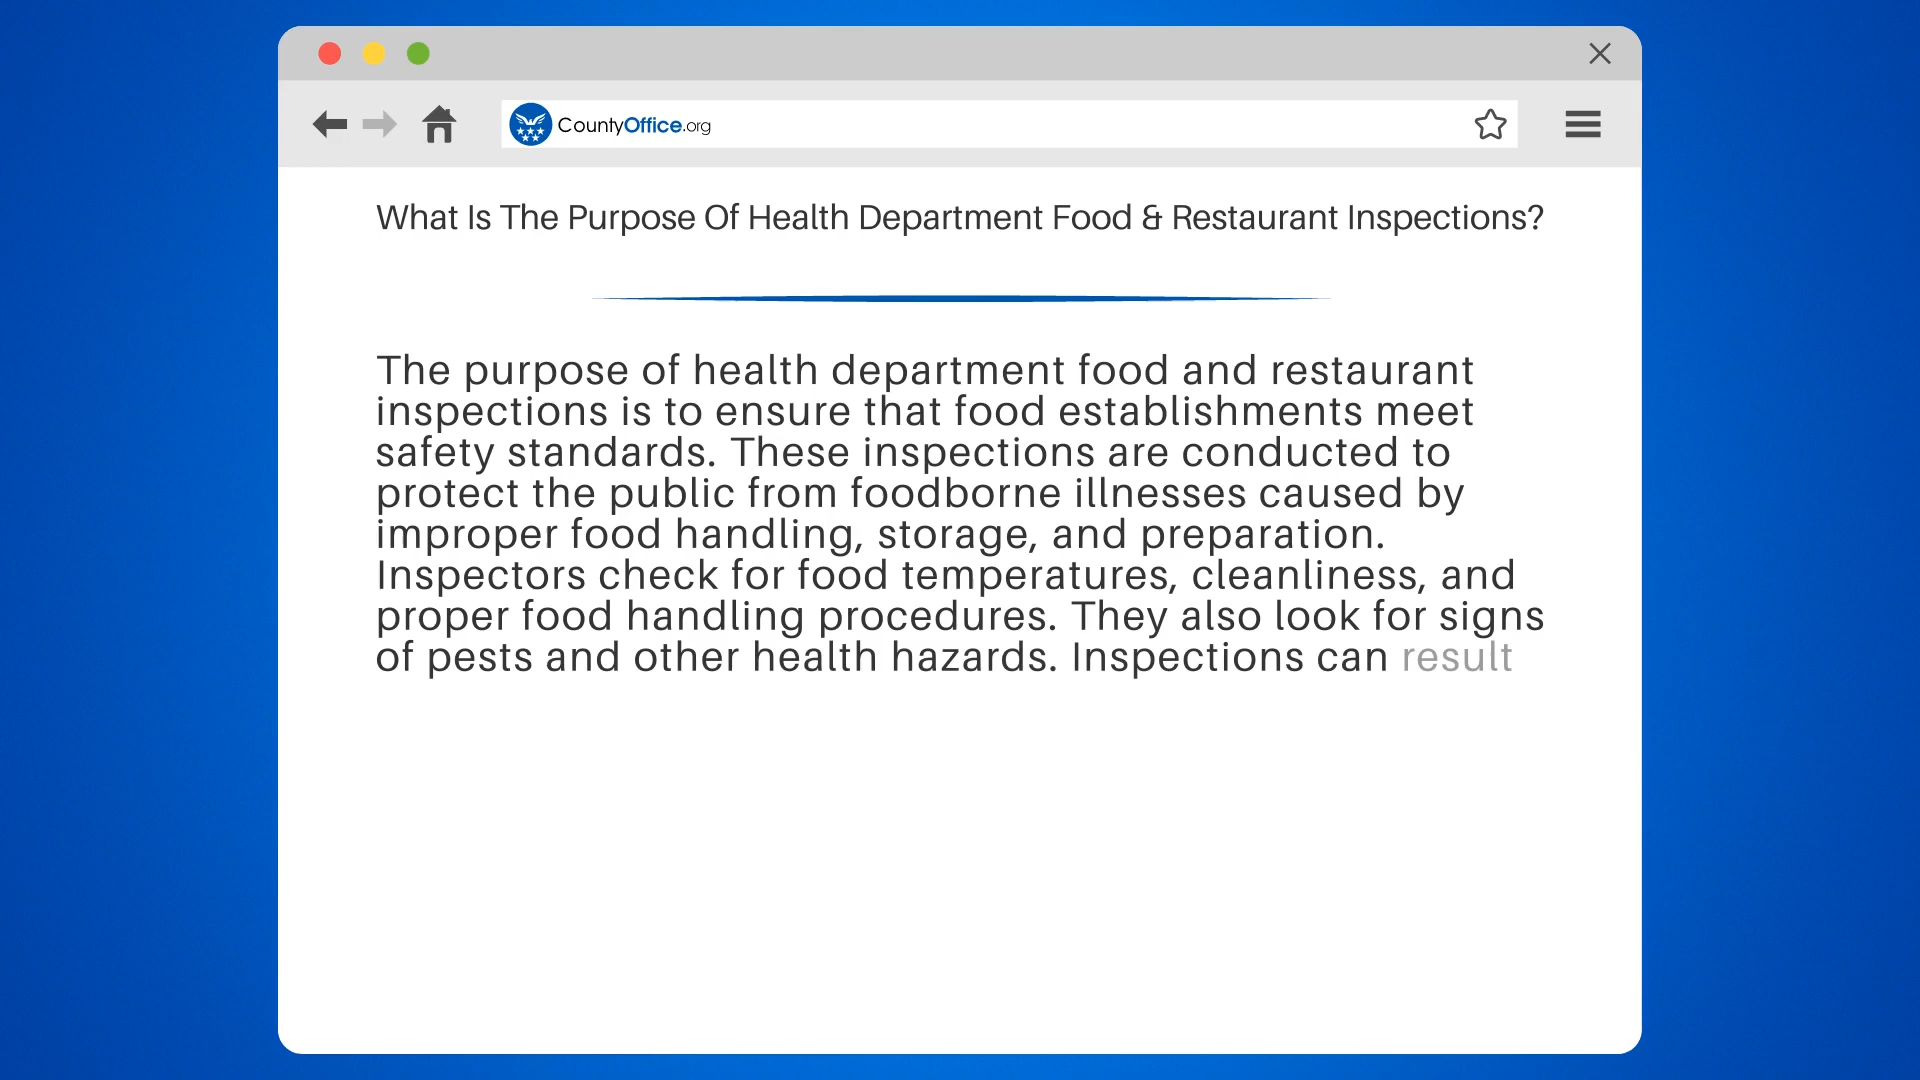 CountyOffice.org
What Is The Purpose Of Health Department Food & Restaurant Inspections?
The purpose of health department food and restaurant
inspections is to ensure that food establishments meet
safety standards. These inspections are conducted to
protect the public from foodborne illnesses caused by
improper food handling, storage, and preparation.
Inspectors check for food temperatures, cleanliness, and
proper food handling procedures. They also look for signs
of pests and other health hazards. Inspections can result